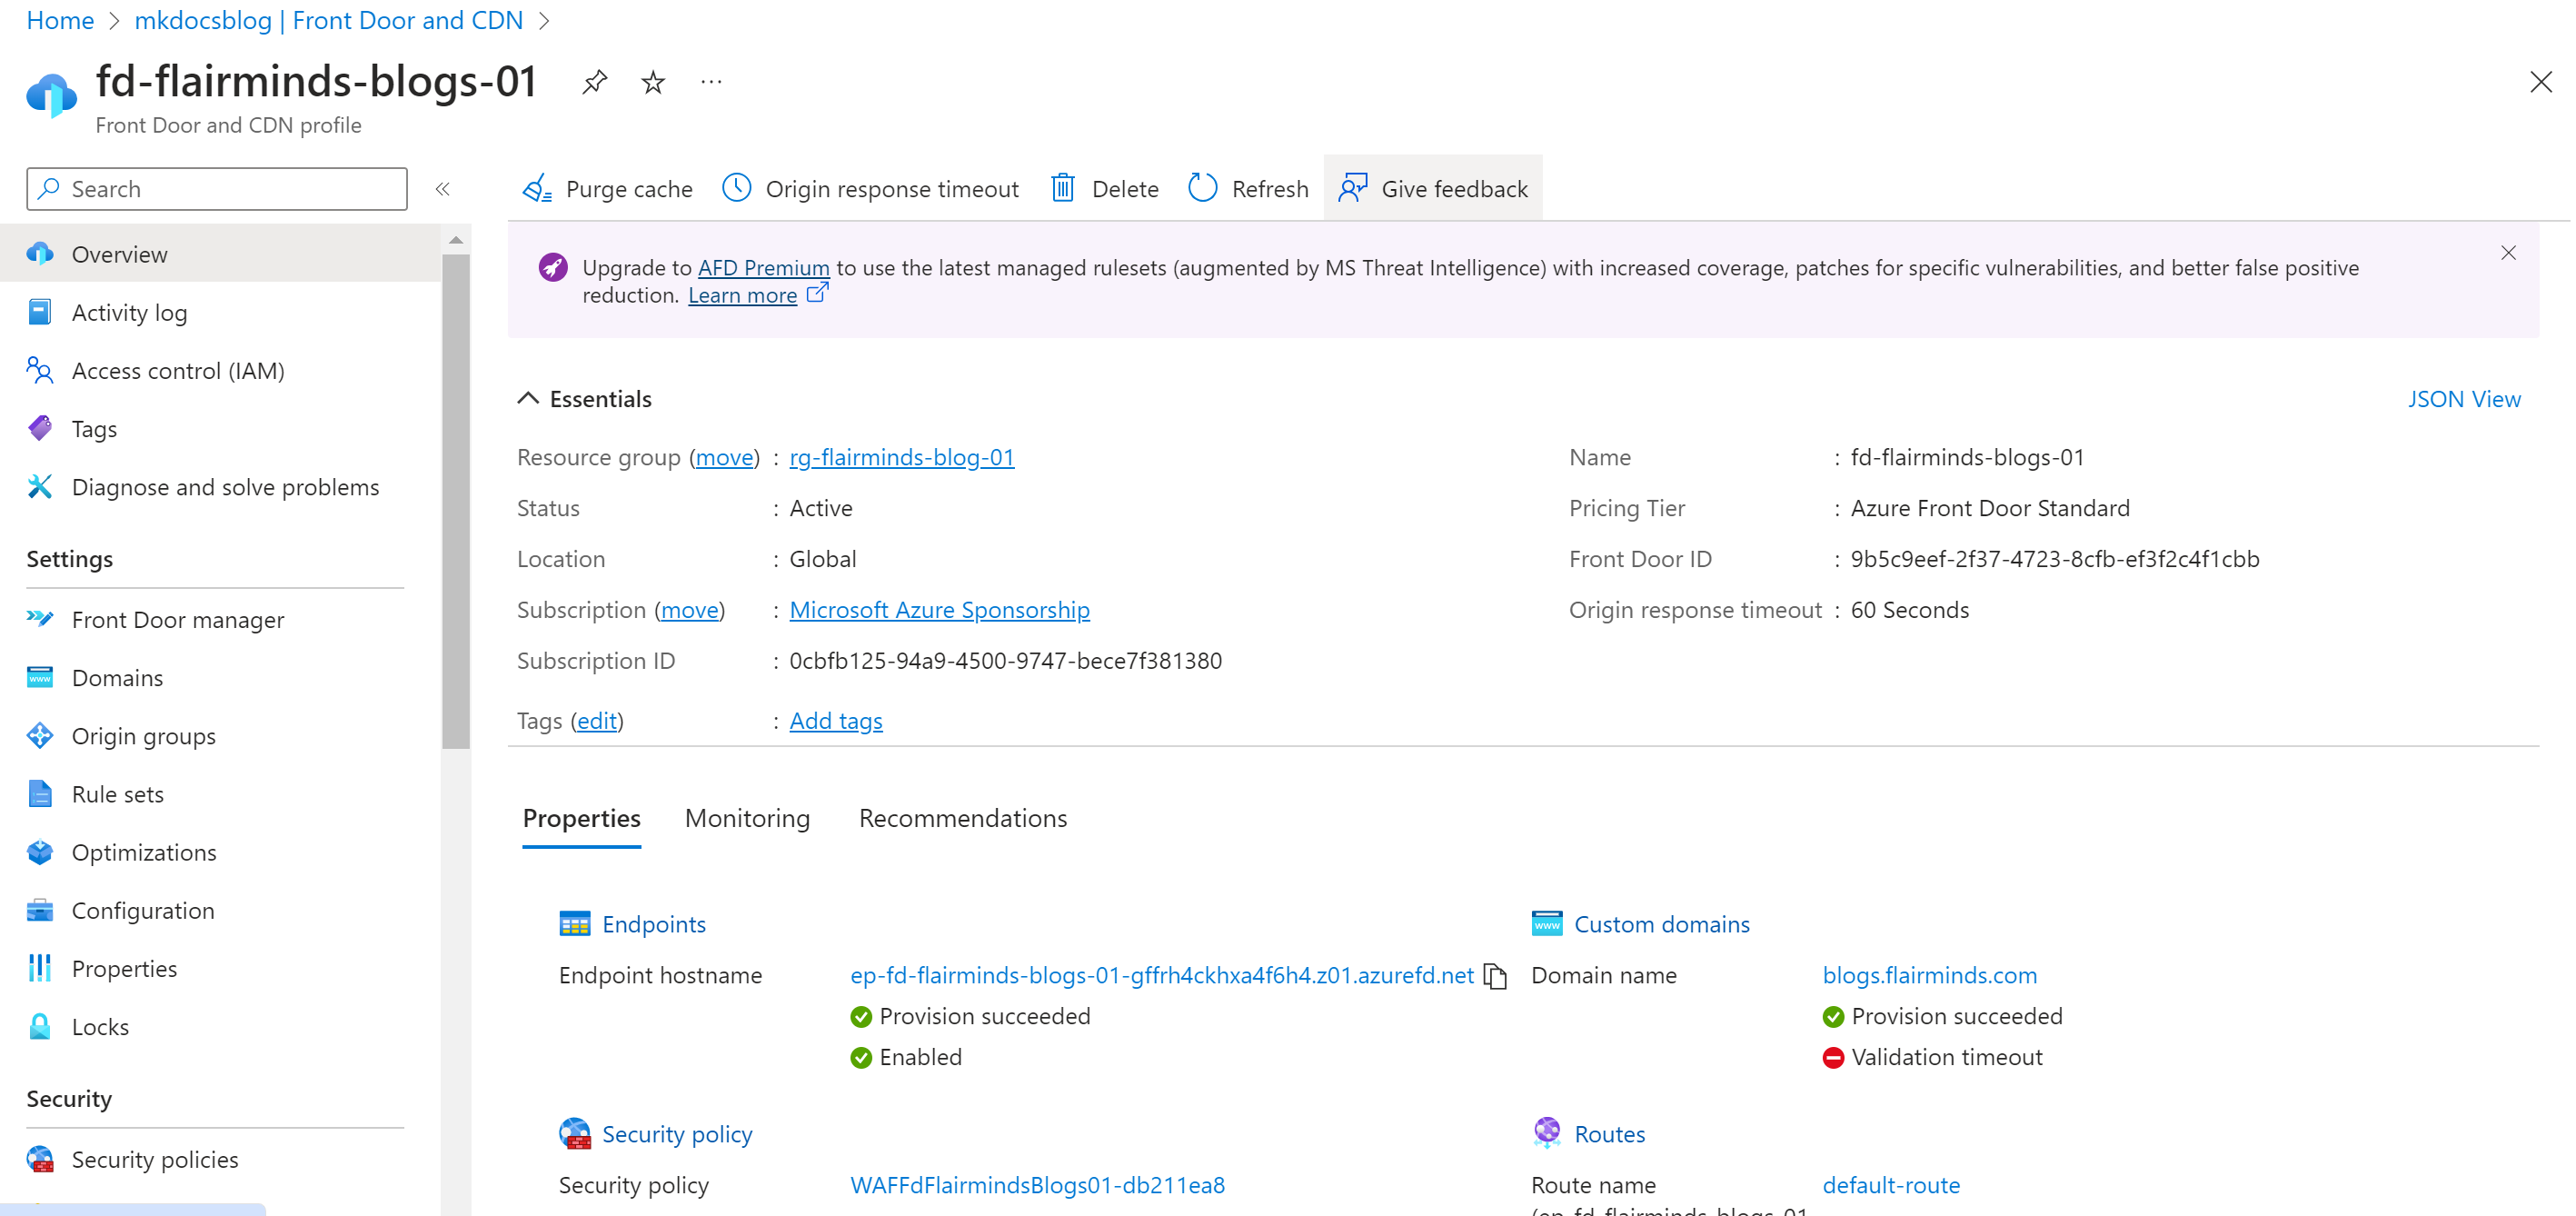 Home > mkdocsblog | Front Door and CDN >
fd-flairminds-blogs-01
Front Door and CDN profile
Search
Purge cache
Origin response timeout
Delete
Refresh
Give feedback
Overview
Activity log
Access control (IAM)
Tags
Diagnose and solve problems
Settings
Front Door manager
Domains
Origin groups
Rule sets
Optimizations
Configuration
Properties
Locks
Security
Security policies
Upgrade to AFD Premium to use the latest managed rulesets (augmented by MS Threat Intelligence) with increased coverage, patches for specific vulnerabilities, and better false positive
reduction. Learn more
Essentials
JSON View
Resource group (move) : rg-flairminds-blog-01
Status : Active
Location : Global
Subscription (move) : Microsoft Azure Sponsorship
Subscription ID : 0cbfb125-94a9-4500-9747-bece7f381380
Tags (edit) : Add tags
Name : fd-flairminds-blogs-01
Pricing Tier : Azure Front Door Standard
Front Door ID : 9b5c9eef-2f37-4723-8cfb-ef3f2c4f1cbb
Origin response timeout : 60 Seconds
Properties
Monitoring
Recommendations
Endpoints
Endpoint hostname ep-fd-flairminds-blogs-01-gffrh4ckhxa4f6h4.z01.azurefd.net
Provision succeeded
Enabled
Custom domains
www
Domain name blogs.flairminds.com
Provision succeeded
Validation timeout
Security policy
Security policy WAFFdFlairmindsBlogs01-db211ea8
Routes
Route name default-route
(ep-fd-flairminds-blogs-01